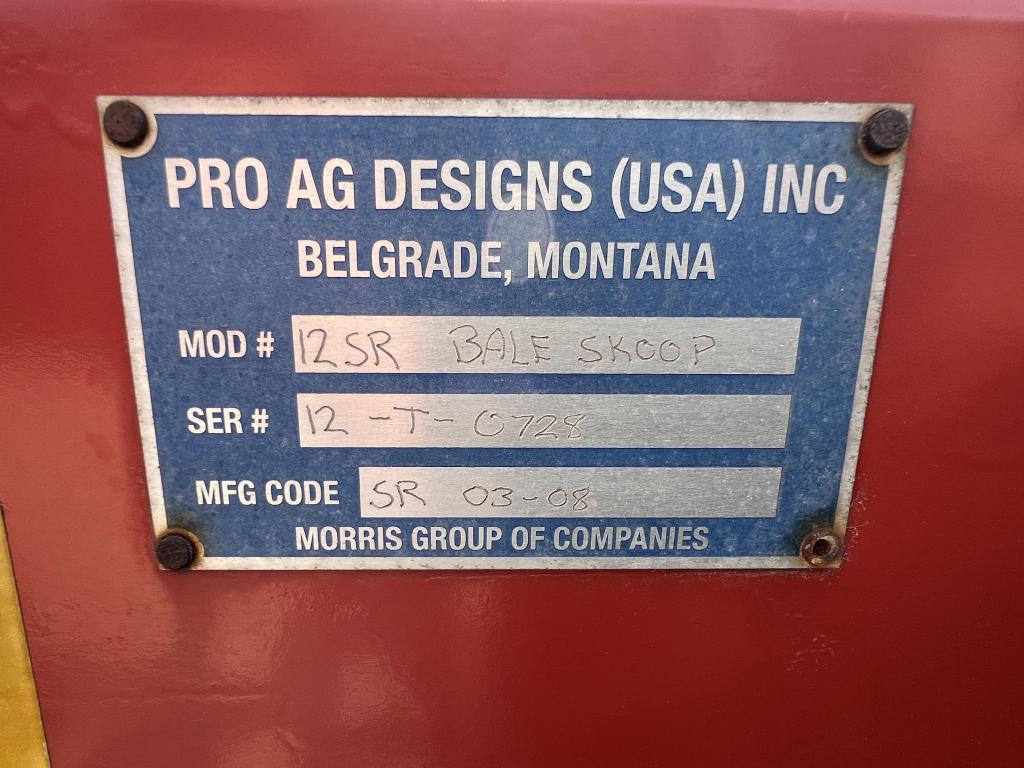 PRO AG DESIGNS (USA) INC
BELGRADE, MONTANA
MOD # 12SR BALE SKOOP
SER # 12-T-0728
MFG CODE SR 03-08
MORRIS GROUP OF COMPANIES